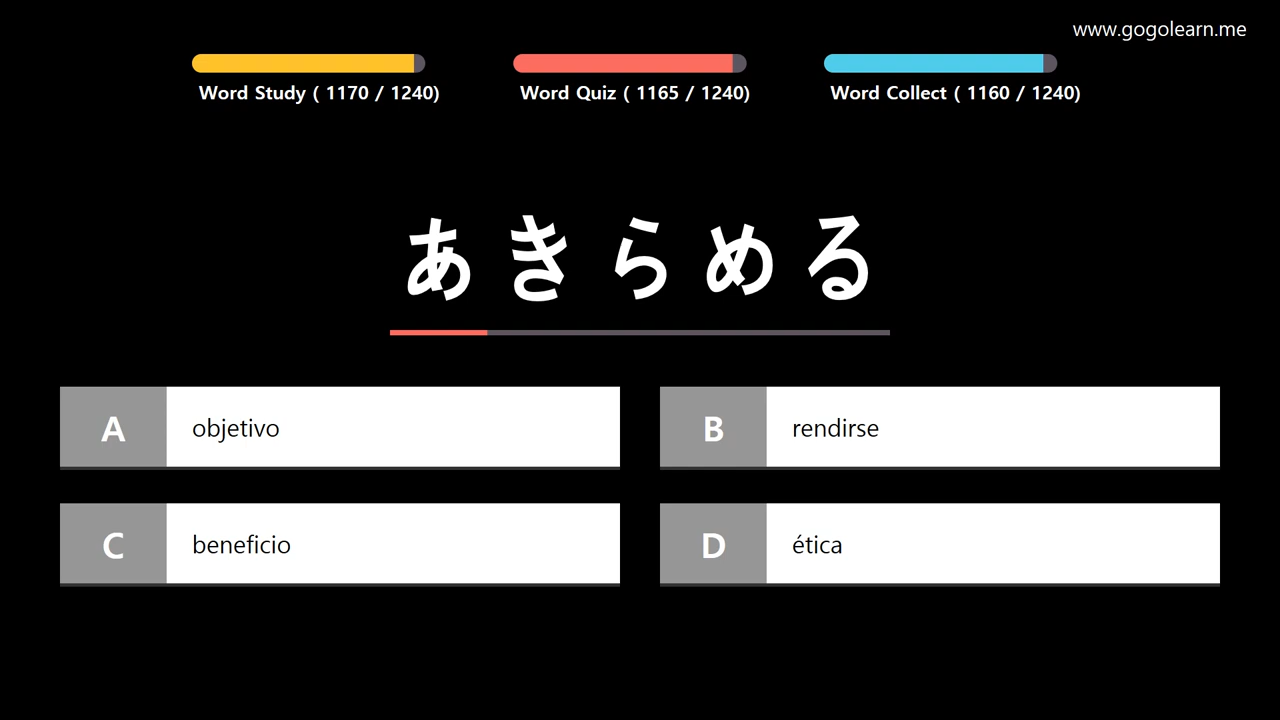 www.gogolearn.me
Word Study ( 1170 / 1240)
Word Quiz ( 1165 / 1240)
Word Collect ( 1160 / 1240)
あきらめる
A objetivo
B rendirse
C beneficio
D ética